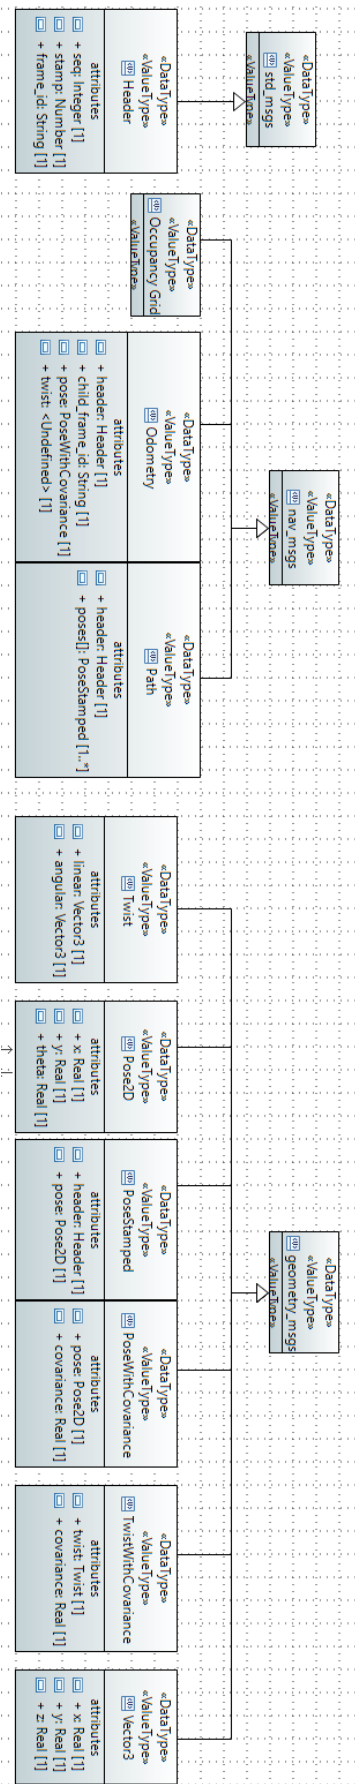 «DataType»
«ValueType»
std_msgs
«ValueType»
«DataType»
«ValueType»
Header
attributes
+ seq: Integer [1]
+ stamp: Number [1]
+ frame_id: String [1]
«DataType»
«ValueType»
nav_msgs
«ValueType»
«DataType»
«ValueType»
Occupancy Grid
«ValueType»
«DataType»
«ValueType»
Odometry
attributes
+ header: Header [1]
+ child_frame_id: String [1]
+ pose: PoseWithCovariance [1]
+ twist: <Undefined> [1]
«DataType»
«ValueType»
Path
attributes
+ header: Header [1]
+ poses[]: PoseStamped [1..*]
«DataType»
«ValueType»
geometry_msgs
«ValueType»
«DataType»
«ValueType»
Twist
attributes
+ linear: Vector3 [1]
+ angular: Vector3 [1]
«DataType»
«ValueType»
Pose2D
attributes
+ x: Real [1]
+ y: Real [1]
+ theta: Real [1]
«DataType»
«ValueType»
PoseStamped
attributes
+ header: Header [1]
+ pose: Pose2D [1]
«DataType»
«ValueType»
PoseWithCovariance
attributes
+ pose: Pose2D [1]
+ covariance: Real [1]
«DataType»
«ValueType»
TwistWithCovariance
attributes
+ twist: Twist [1]
+ covariance: Real [1]
«DataType»
«ValueType»
Vector3
attributes
+ x: Real [1]
+ y: Real [1]
+ z: Real [1]